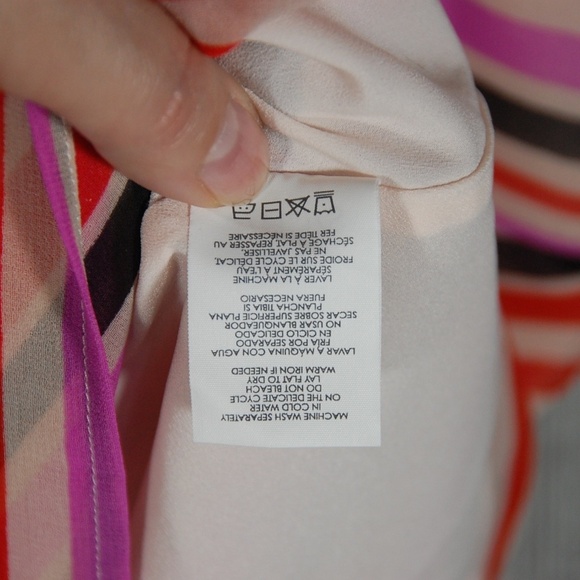 MACHINE WASH SEPARATELY
IN COLD WATER
ON THE DELICATE CYCLE
DO NOT BLEACH
LAY FLAT TO DRY
WARM IRON IF NEEDED
LAVAR À MÁQUINA CON AGUA
FRÍA POR SEPARADO
EN CICLO DELICADO
NO USAR BLANQUEADOR
SECAR SOBRE SUPERFICIE PLANA
PLANCHA TIBIA SI
FUERA NECESARIO
LAVER À LA MACHINE
SÉPARÉMENT À L'EAU
FROIDE SUR LE CYCLE DÉLICAT,
NE PAS JAVELLISER,
SÉCHAGE À PLAT, REPASSER AU
FER TIÈDE SI NÉCESSAIRE